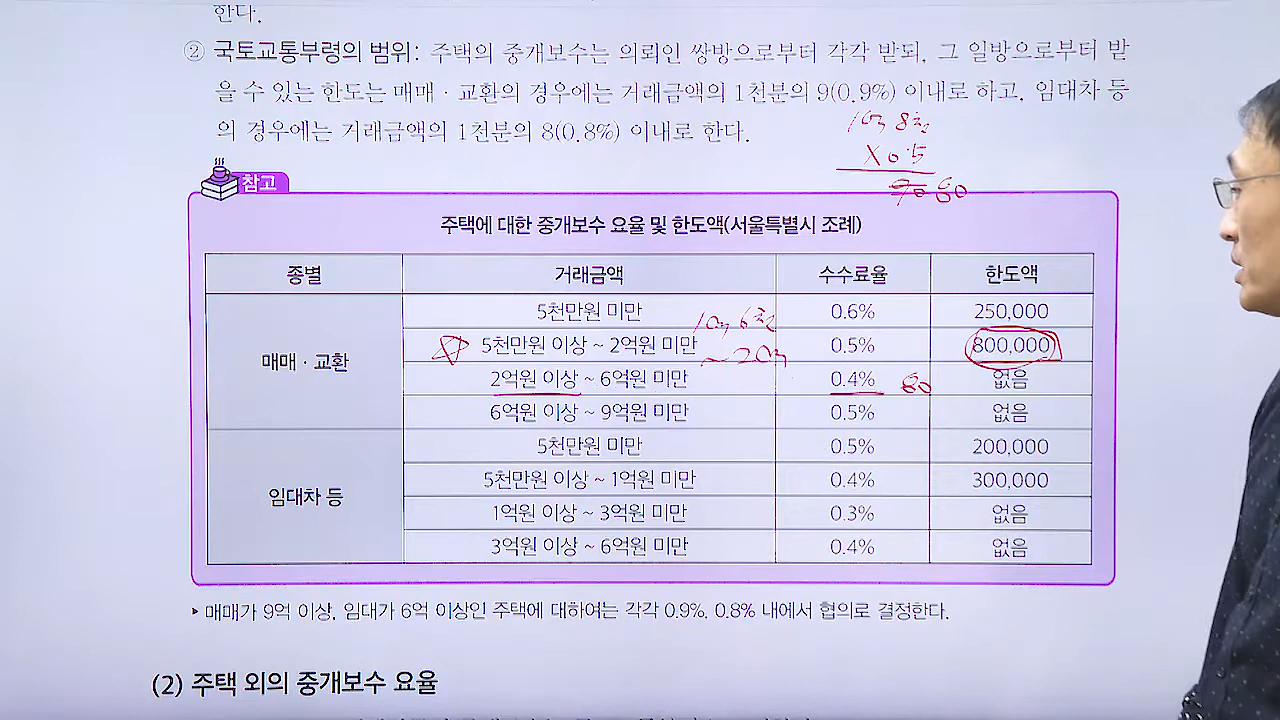 한다.
② 국토교통부령의 범위: 주택의 중개보수는 의뢰인 쌍방으로부터 각각 받되, 그 일방으로부터 받
을 수 있는 한도는 매매 · 교환의 경우에는 거래금액의 1천분의 9(0.9%) 이내로 하고, 임대차 등
의 경우에는 거래금액의 1천분의 8(0.8%) 이내로 한다.
1억 8천
X 0.5
90 80
참고
주택에 대한 중개보수 요율 및 한도액(서울특별시 조례)
종별 거래금액 수수료율 한도액
매매 · 교환
5천만원 미만 0.6% 250,000
1억 6천
5천만원 이상 ~ 2억원 미만 0.5% 800,000
~ 2억
2억원 이상 ~ 6억원 미만 0.4% 80 없음
6억원 이상 ~ 9억원 미만 0.5% 없음
임대차 등
5천만원 미만 0.5% 200,000
5천만원 이상 ~ 1억원 미만 0.4% 300,000
1억원 이상 ~ 3억원 미만 0.3% 없음
3억원 이상 ~ 6억원 미만 0.4% 없음
▸ 매매가 9억 이상, 임대가 6억 이상인 주택에 대하여는 각각 0.9%, 0.8% 내에서 협의로 결정한다.
(2) 주택 외의 중개보수 요율